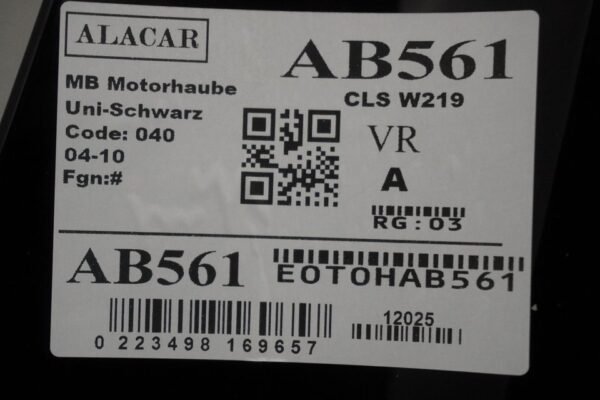 ALACAR
AB561
MB Motorhaube
Uni-Schwarz
Code: 040
04-10
Fgn:#
CLS W219
VR
A
RG:03
AB561
EOTOHAB561
0 223498 169657
12025